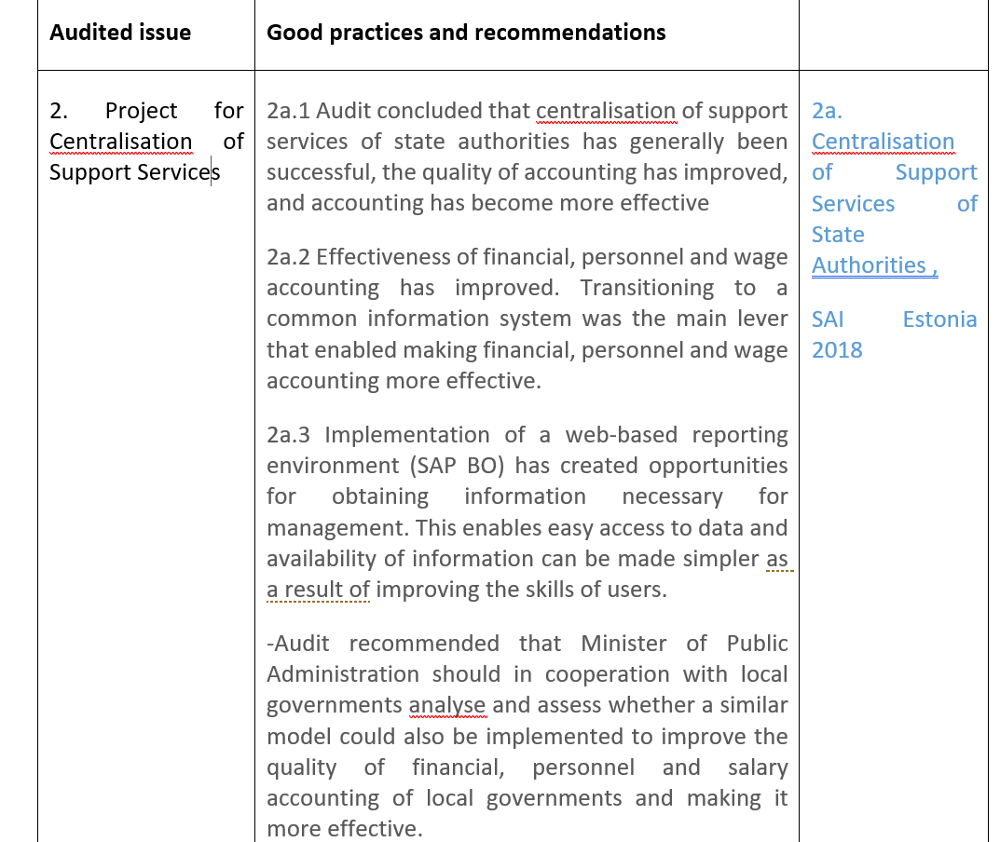 Audited issue
Good practices and recommendations
2. Project for
Centralisation of
Support Services
2a.1 Audit concluded that centralisation of support
services of state authorities has generally been
successful, the quality of accounting has improved,
and accounting has become more effective
2a.2 Effectiveness of financial, personnel and wage
accounting has improved. Transitioning to a
common information system was the main lever
that enabled making financial, personnel and wage
accounting more effective.
2a.3 Implementation of a web-based reporting
environment (SAP BO) has created opportunities
for obtaining information necessary for
management. This enables easy access to data and
availability of information can be made simpler as
a result of improving the skills of users.
-Audit recommended that Minister of Public
Administration should in cooperation with local
governments analyse and assess whether a similar
model could also be implemented to improve the
quality of financial, personnel and salary
accounting of local governments and making it
more effective.
2a.
Centralisation
of Support
Services of
State
Authorities ,
SAI Estonia
2018